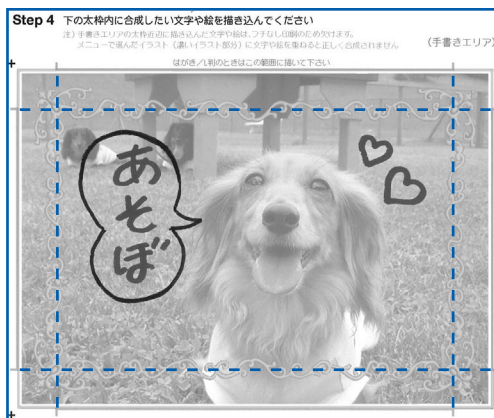 Step 4 下の太枠内に合成したい文字や絵を描き込んでください
注）手書きエリアの太枠近辺に描き込んだ文字や絵は、フチなし印刷のため欠けます。
メニューで選んだイラスト（濃いイラスト部分）に文字や絵を重ねると正しく合成されません
（手書きエリア）
はがき／L判のときはこの範囲に描いて下さい
あそぼ